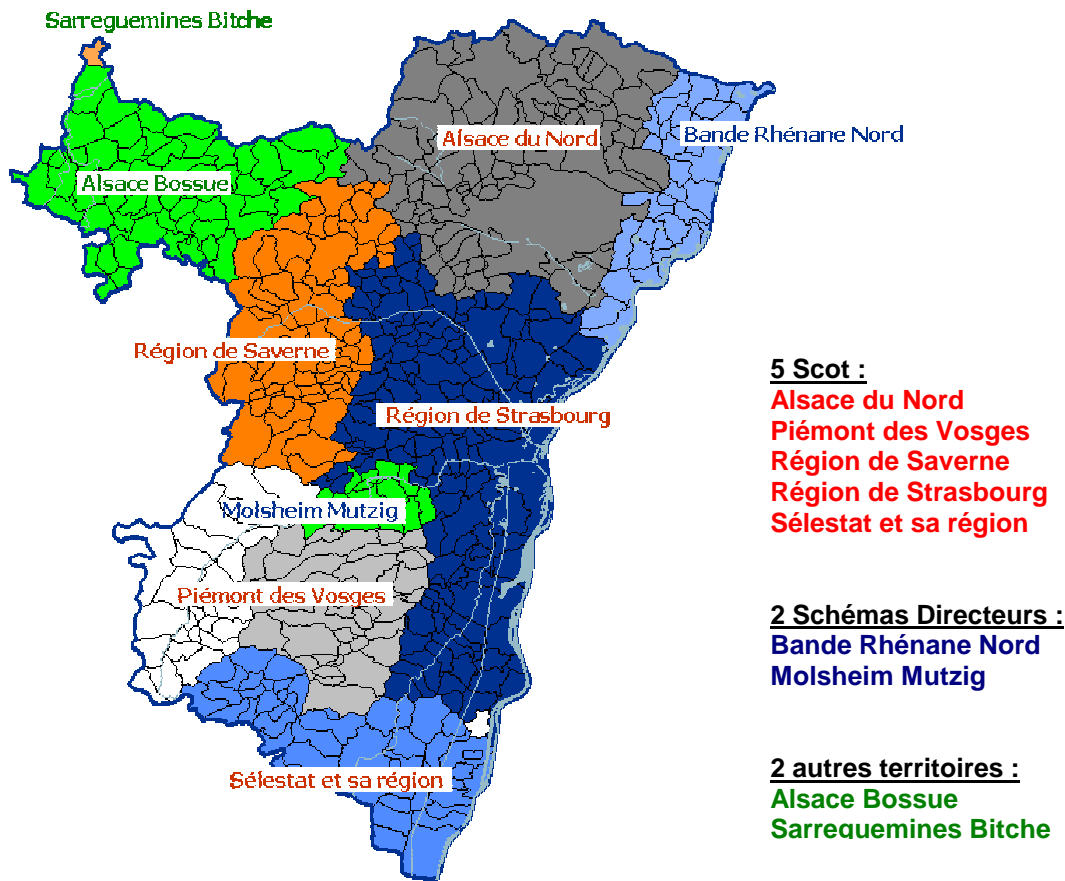 Sarreguemines Bitche
Alsace du Nord
Bande Rhénane Nord
Alsace Bossue
Région de Saverne
Région de Strasbourg
Molsheim Mutzig
Piémont des Vosges
Sélestat et sa région
5 Scot :
Alsace du Nord
Piémont des Vosges
Région de Saverne
Région de Strasbourg
Sélestat et sa région
2 Schémas Directeurs :
Bande Rhénane Nord
Molsheim Mutzig
2 autres territoires :
Alsace Bossue
Sarreguemines Bitche